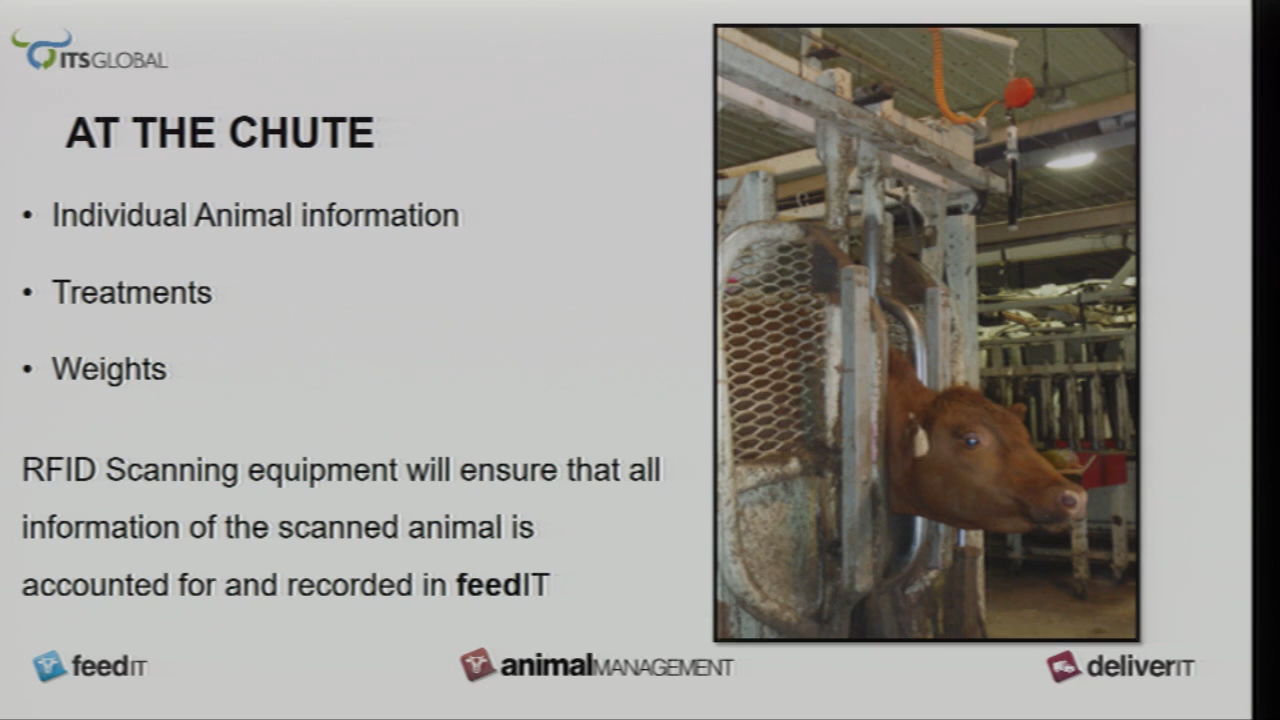 ITSGLOBAL
AT THE CHUTE
• Individual Animal information
• Treatments
• Weights
RFID Scanning equipment will ensure that all
information of the scanned animal is
accounted for and recorded in feedIT
feedIT
animalMANAGEMENT
deliverIT